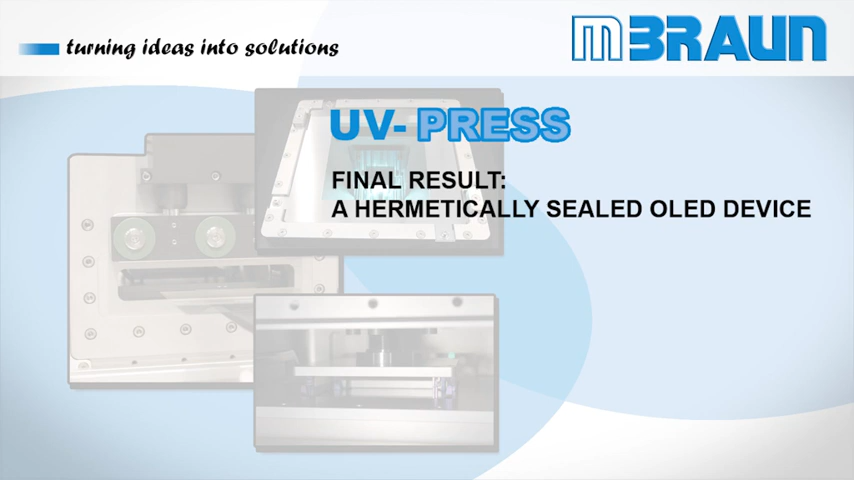 turning ideas into solutions
MBRAUN
UV- PRESS
FINAL RESULT:
A HERMETICALLY SEALED OLED DEVICE